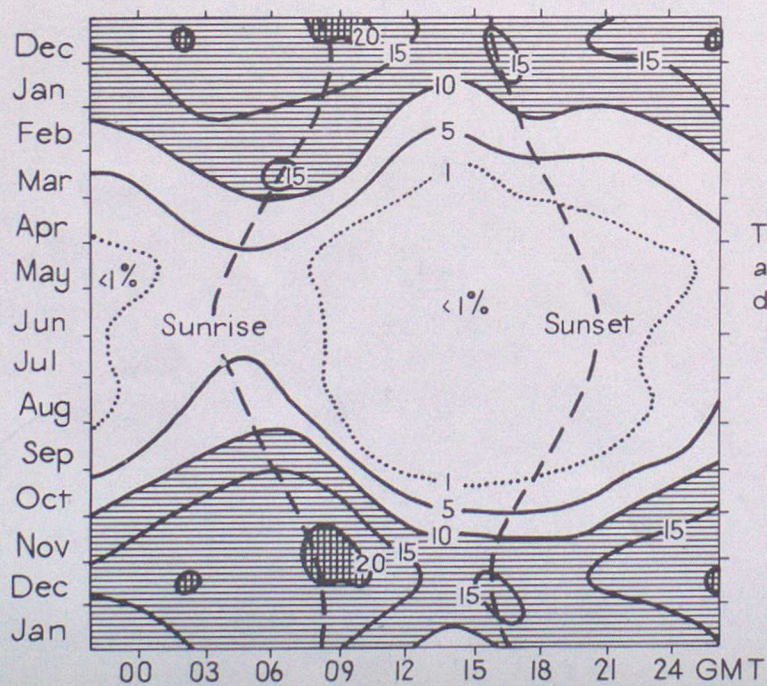 Dec 20 15 15
15
Jan 10
Feb 5
Mar 15 1
Apr T
May <1% a
<1% d
Jun Sunrise Sunset
Jul
Aug
Sep
1
Oct 5
10 15
Nov 15
20
Dec 15
Jan
00 03 06 09 12 15 18 21 24 GMT